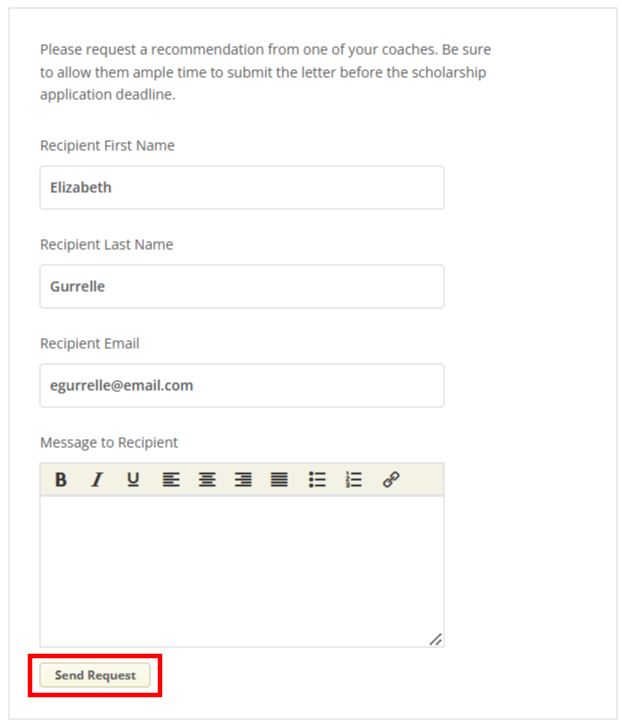 Please request a recommendation from one of your coaches. Be sure
to allow them ample time to submit the letter before the scholarship
application deadline.
Recipient First Name
Elizabeth
Recipient Last Name
Gurrelle
Recipient Email
egurrelle@email.com
Message to Recipient
B I U
Send Request